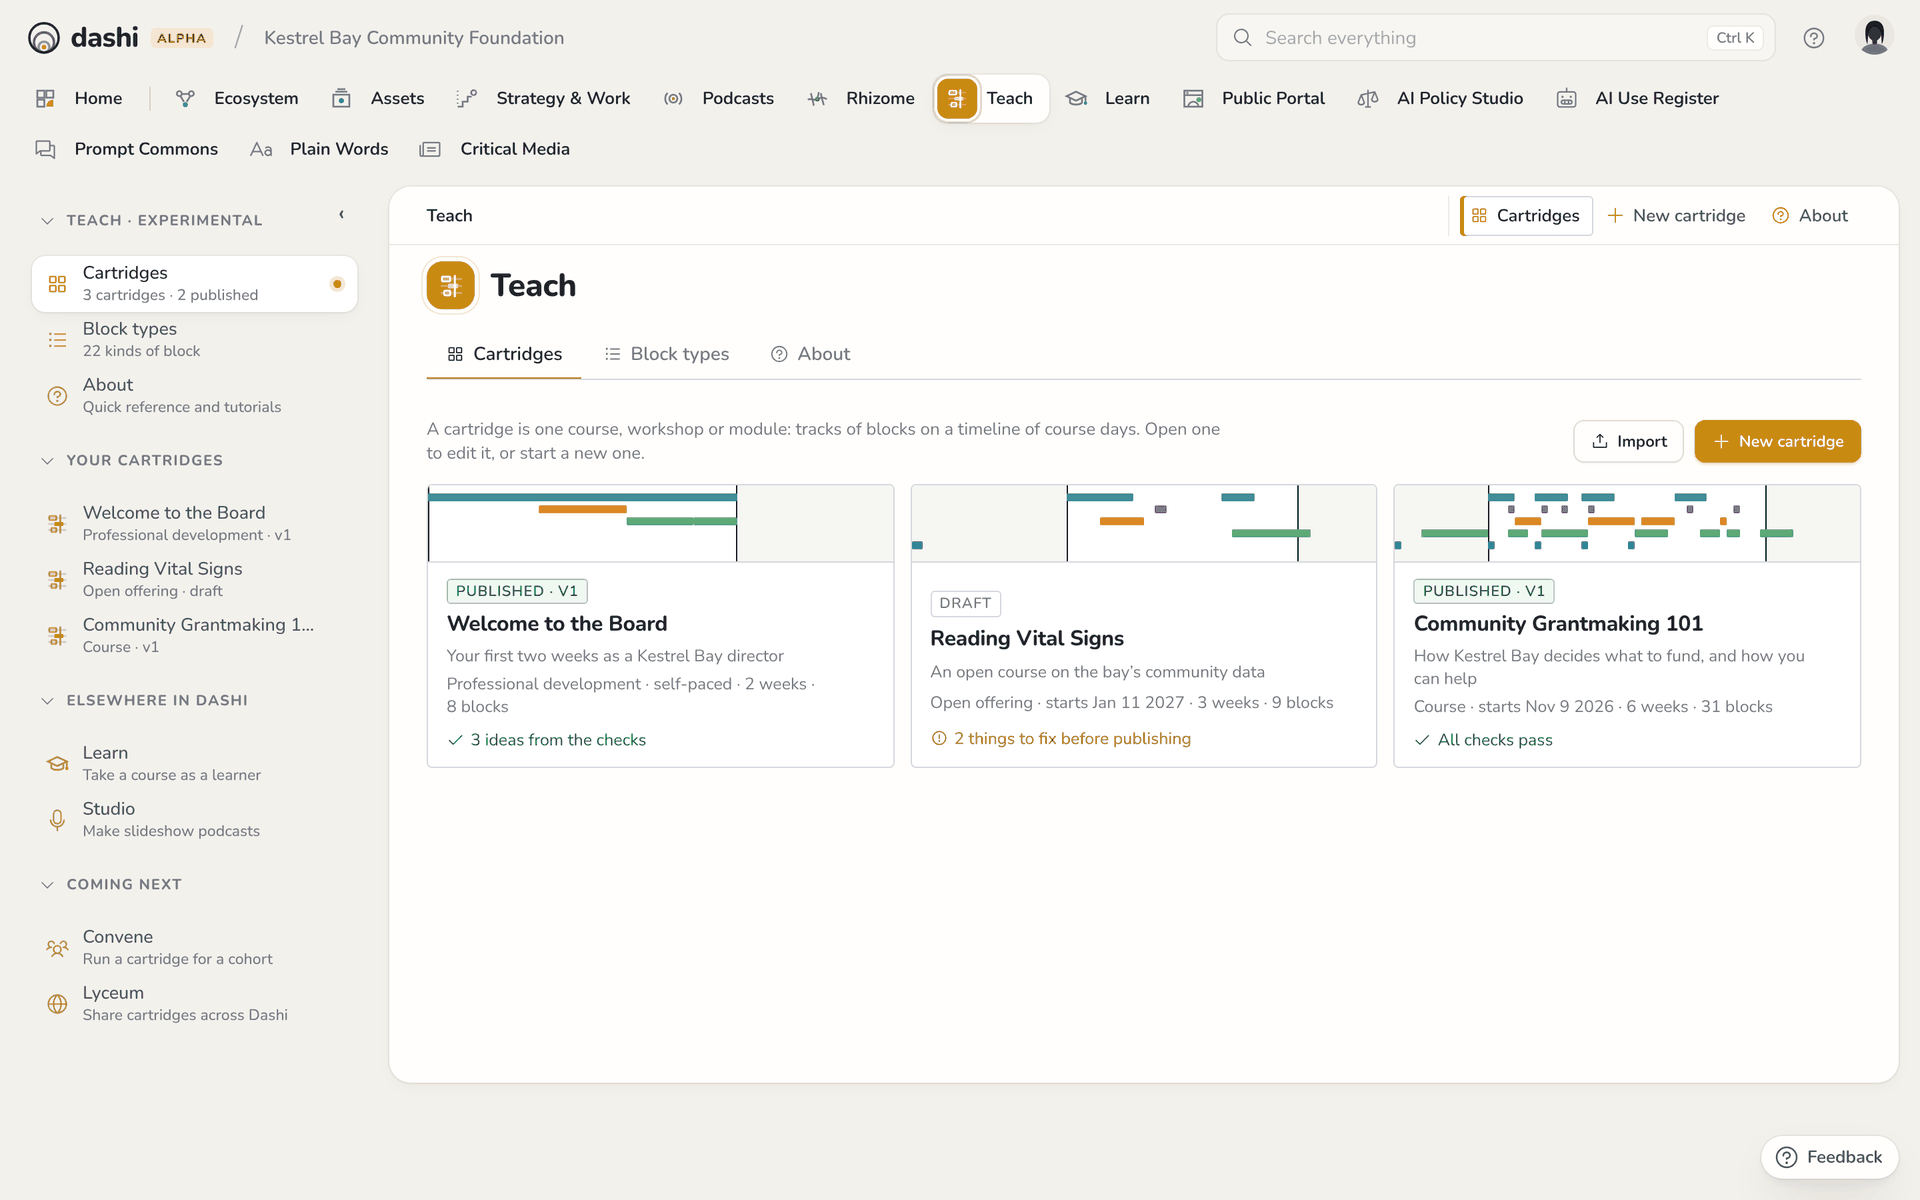 dashi ALPHA / Kestrel Bay Community Foundation
Search everything
Ctrl K
Home
Ecosystem
Assets
Strategy & Work
Podcasts
Rhizome
Teach
Learn
Public Portal
AI Policy Studio
AI Use Register
Prompt Commons
Aa Plain Words
Critical Media
TEACH · EXPERIMENTAL
Cartridges
3 cartridges · 2 published
Block types
22 kinds of block
About
Quick reference and tutorials
YOUR CARTRIDGES
Welcome to the Board
Professional development · v1
Reading Vital Signs
Open offering · draft
Community Grantmaking 1...
Course · v1
ELSEWHERE IN DASHI
Learn
Take a course as a learner
Studio
Make slideshow podcasts
COMING NEXT
Convene
Run a cartridge for a cohort
Lyceum
Share cartridges across Dashi
Teach
Cartridges
New cartridge
About
Teach
Cartridges
Block types
About
A cartridge is one course, workshop or module: tracks of blocks on a timeline of course days. Open one
to edit it, or start a new one.
Import
New cartridge
PUBLISHED · V1
Welcome to the Board
Your first two weeks as a Kestrel Bay director
Professional development · self-paced · 2 weeks ·
8 blocks
3 ideas from the checks
DRAFT
Reading Vital Signs
An open course on the bay’s community data
Open offering · starts Jan 11 2027 · 3 weeks · 9 blocks
2 things to fix before publishing
PUBLISHED · V1
Community Grantmaking 101
How Kestrel Bay decides what to fund, and how you
can help
Course · starts Nov 9 2026 · 6 weeks · 31 blocks
All checks pass
Feedback